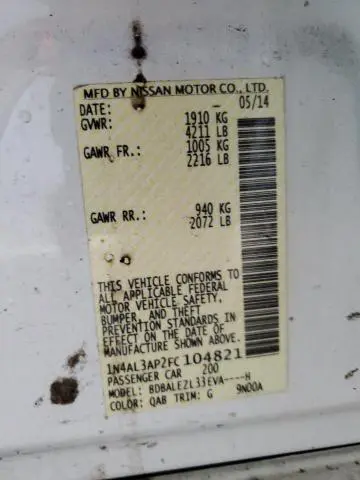 MFD BY NISSAN MOTOR CO., LTD.
DATE: 05/14
GVWR: 1910 KG
4211 LB
GAWR FR.: 1005 KG
2216 LB
GAWR RR.: 940 KG
2072 LB
THIS VEHICLE CONFORMS TO
ALL APPLICABLE FEDERAL
MOTOR VEHICLE SAFETY,
BUMPER, AND THEFT
PREVENTION STANDARDS IN
EFFECT ON THE DATE OF
MANUFACTURE SHOWN ABOVE.
1N4AL3AP2FC104821
PASSENGER CAR 200
MODEL: BDBALEZL33EVA----H
COLOR: QAB TRIM: G 9N00A